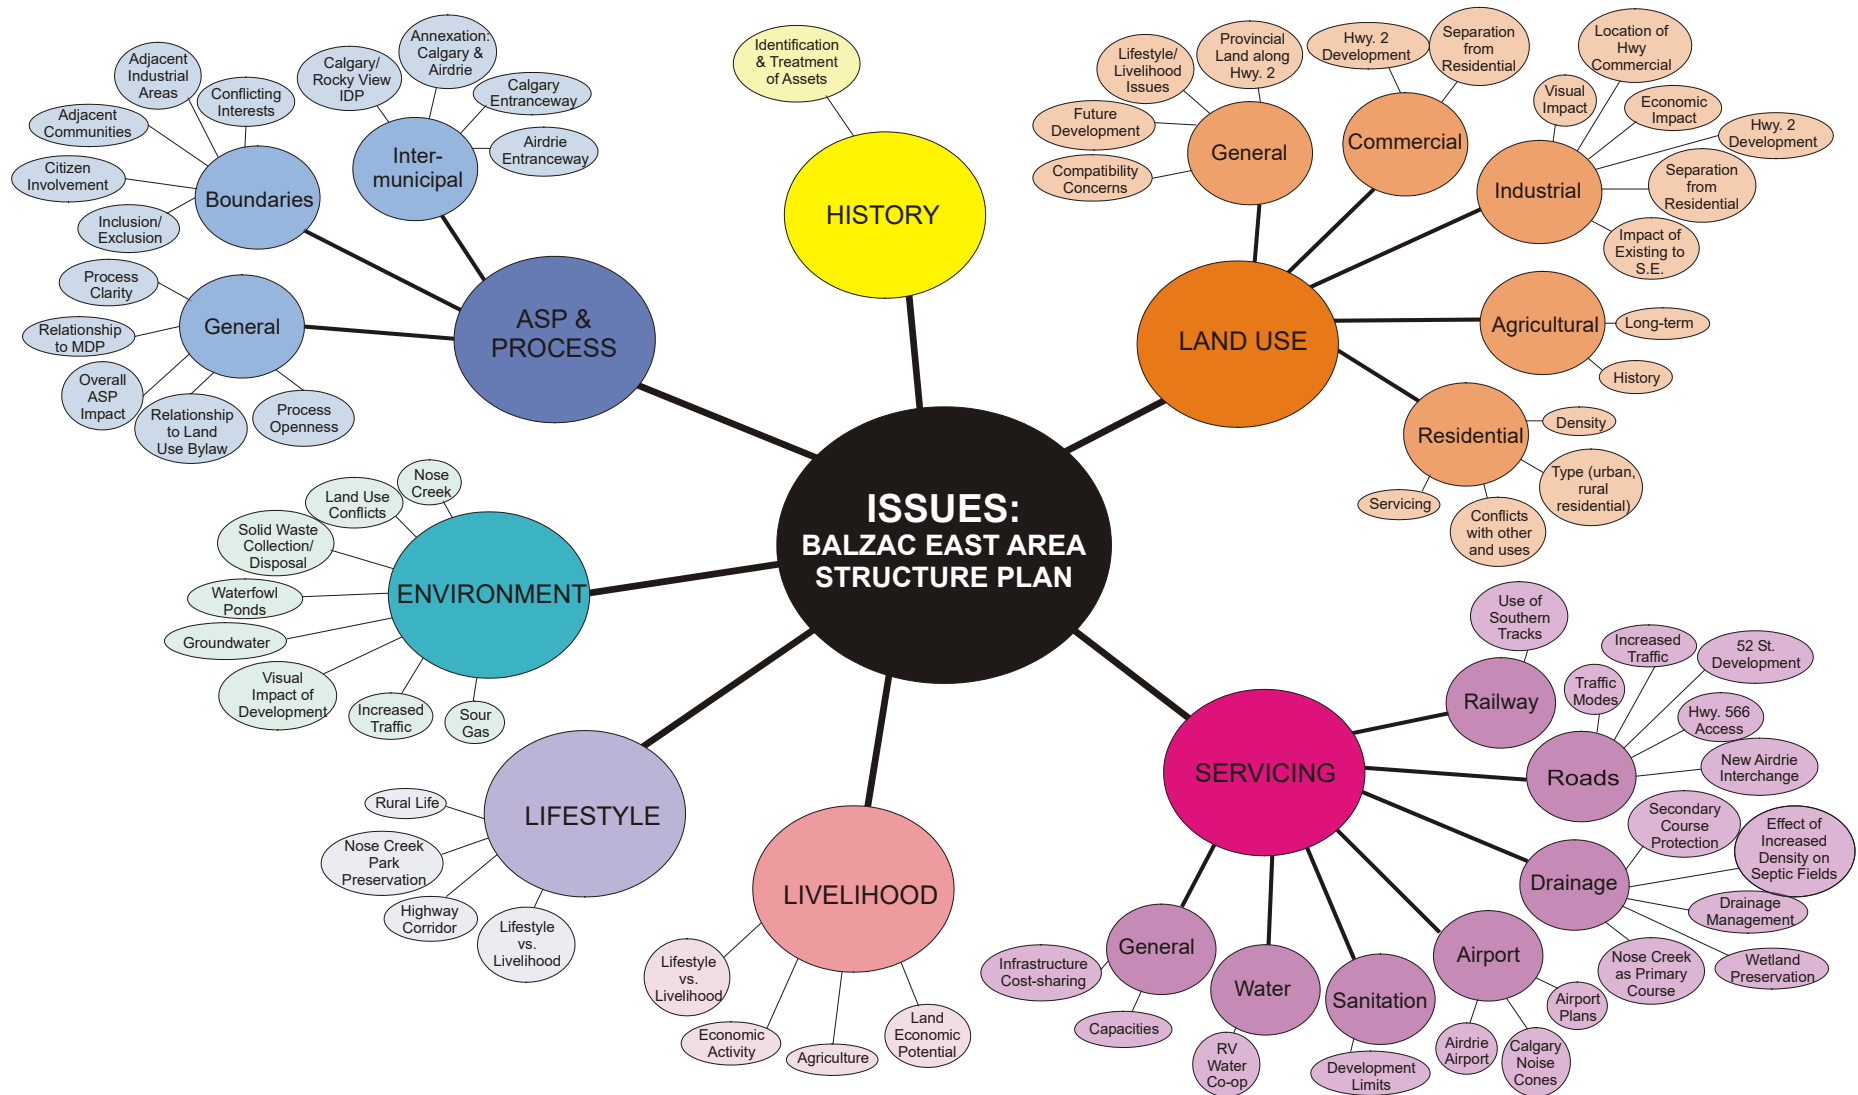 ISSUES:
BALZAC EAST AREA
STRUCTURE PLAN
HISTORY
Identification
& Treatment
of Assets
ASP &
PROCESS
Inter-
municipal
Calgary/
Rocky View
IDP
Annexation:
Calgary &
Airdrie
Calgary
Entranceway
Airdrie
Entranceway
Boundaries
Adjacent
Industrial
Areas
Conflicting
Interests
Adjacent
Communities
Citizen
Involvement
Inclusion/
Exclusion
General
Process
Clarity
Relationship
to MDP
Overall
ASP
Impact
Relationship
to Land
Use Bylaw
Process
Openness
LAND USE
General
Lifestyle/
Livelihood
Issues
Provincial
Land along
Hwy. 2
Future
Development
Compatibility
Concerns
Commercial
Hwy. 2
Development
Separation
from
Residential
Industrial
Visual
Impact
Location of
Hwy
Commercial
Economic
Impact
Hwy. 2
Development
Separation
from
Residential
Impact of
Existing to
S.E.
Agricultural
Long-term
History
Residential
Density
Type (urban,
rural
residential)
Conflicts
with other
and uses
Servicing
ENVIRONMENT
Nose
Creek
Land Use
Conflicts
Solid Waste
Collection/
Disposal
Waterfowl
Ponds
Groundwater
Visual
Impact of
Development
Increased
Traffic
Sour
Gas
LIFESTYLE
Rural Life
Nose Creek
Park
Preservation
Highway
Corridor
Lifestyle
vs.
Livelihood
LIVELIHOOD
Lifestyle
vs.
Livelihood
Economic
Activity
Agriculture
Land
Economic
Potential
SERVICING
Railway
Use of
Southern
Tracks
Roads
Traffic
Modes
Increased
Traffic
52 St.
Development
Hwy. 566
Access
New Airdrie
Interchange
Drainage
Secondary
Course
Protection
Effect of
Increased
Density on
Septic Fields
Drainage
Management
Wetland
Preservation
Nose Creek
as Primary
Course
Airport
Airport
Plans
Calgary
Noise
Cones
Airdrie
Airport
Sanitation
Development
Limits
Water
RV
Water
Co-op
General
Infrastructure
Cost-sharing
Capacities